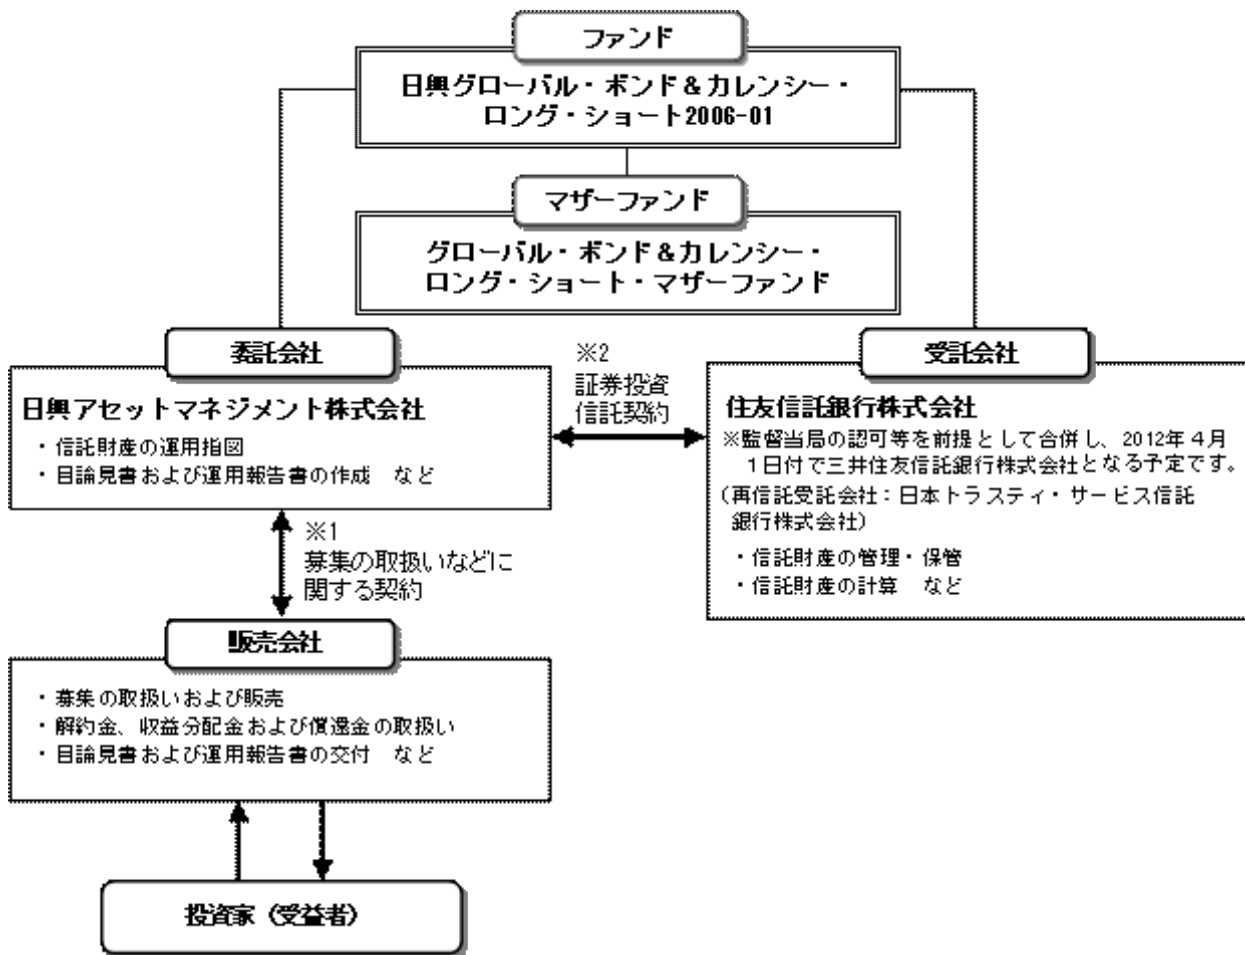 ファンド
日興グローバル・ボンド＆カレンシー・
ロング・ショート2006-01
マザーファンド
グローバル・ボンド＆カレンシー・
ロング・ショート・マザーファンド
委託会社
日興アセットマネジメント株式会社
・信託財産の運用指図
・目論見書および運用報告書の作成　など
※2
証券投資
信託契約
受託会社
住友信託銀行株式会社
※監督当局の認可等を前提として合併し、2012年４月
１日付で三井住友信託銀行株式会社となる予定です。
（再信託受託会社：日本トラスティ・サービス信託
銀行株式会社）
・信託財産の管理・保管
・信託財産の計算　など
※1
募集の取扱いなどに
関する契約
販売会社
・募集の取扱いおよび販売
・解約金、収益分配金および償還金の取扱い
・目論見書および運用報告書の交付　など
投資家（受益者）